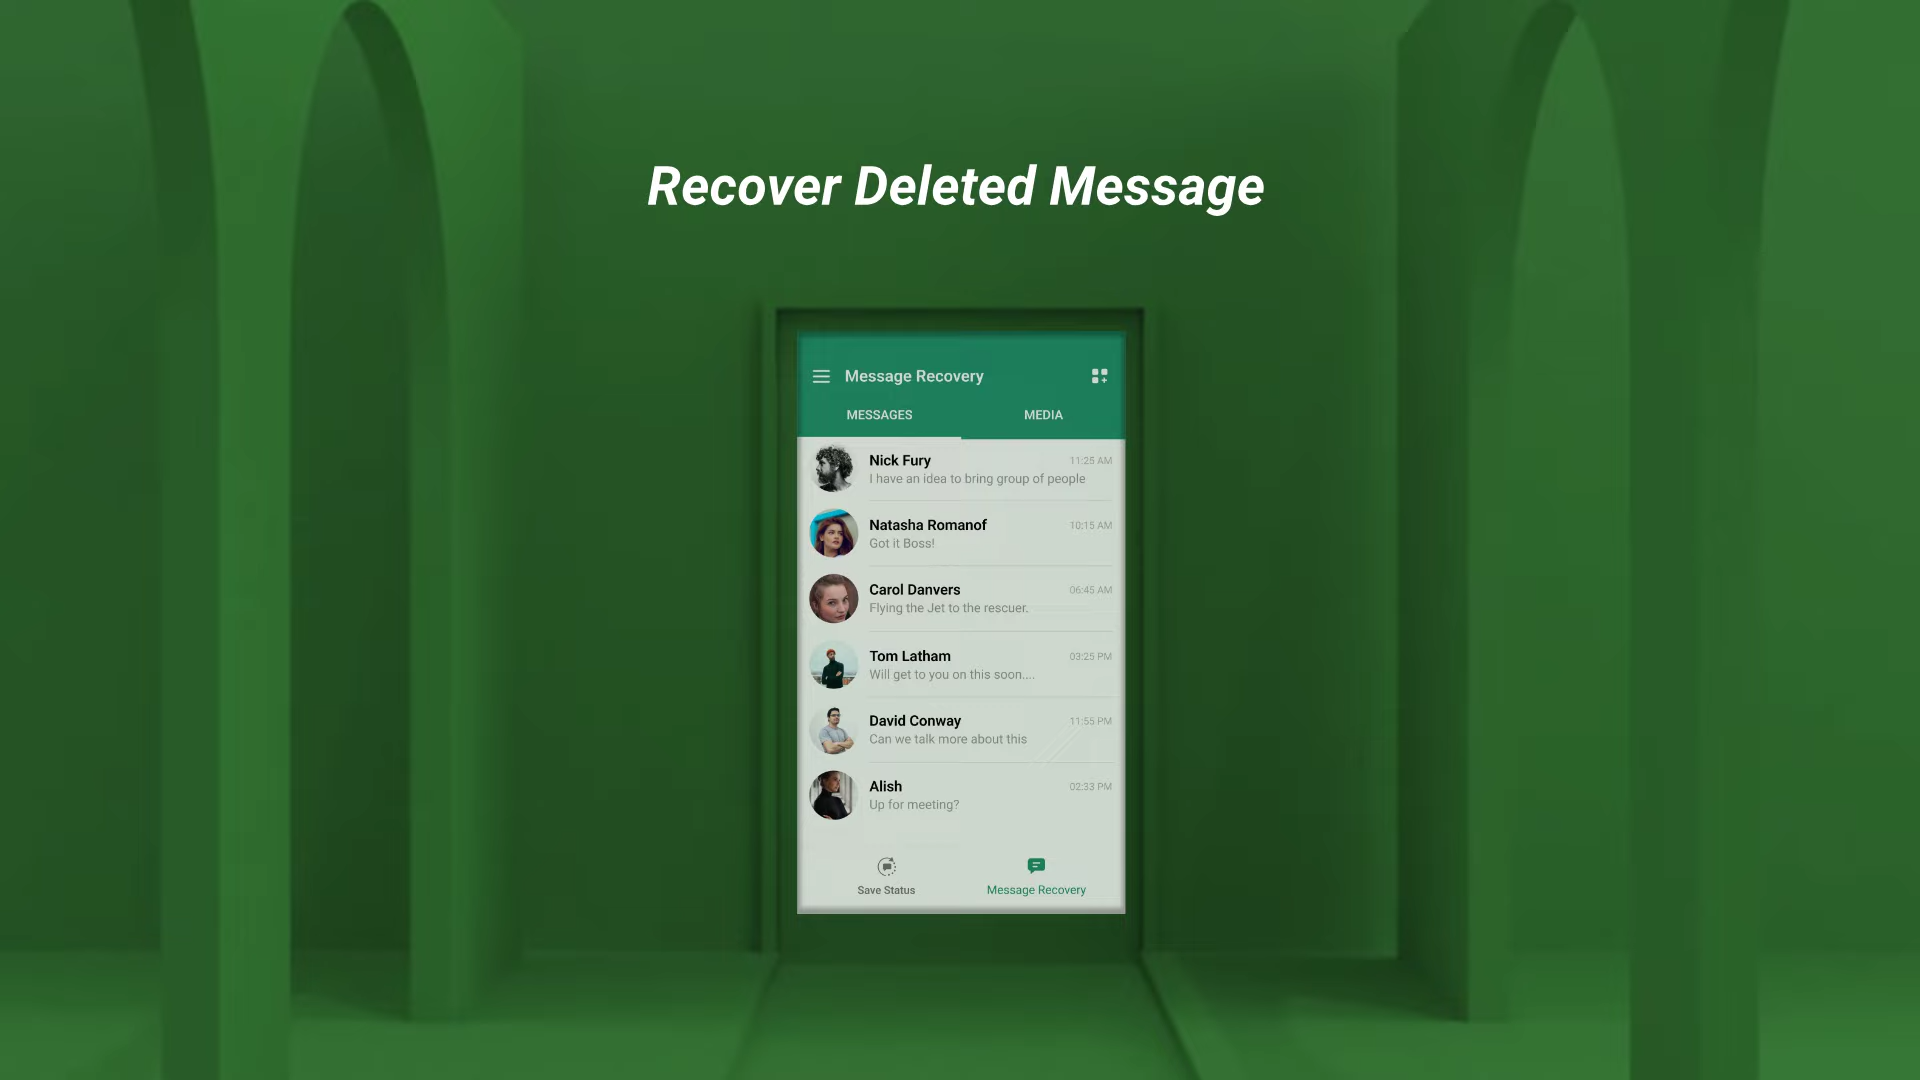 Recover Deleted Message
Message Recovery
MESSAGES MEDIA
Nick Fury 11:25 AM
I have an idea to bring group of people
Natasha Romanof 10:15 AM
Got it Boss!
Carol Danvers 06:45 AM
Flying the Jet to the rescuer.
Tom Latham 03:25 PM
Will get to you on this soon....
David Conway 11:55 PM
Can we talk more about this
Alish 02:33 PM
Up for meeting?
Save Status Message Recovery